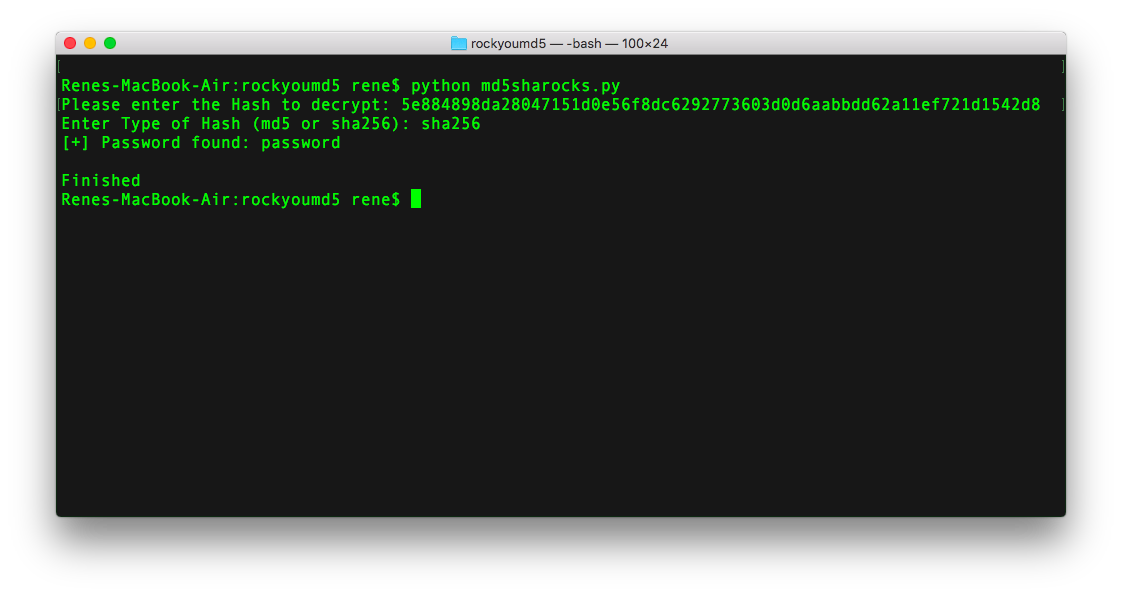 rockyoumd5 — -bash — 100×24
[ ]
Renes-MacBook-Air:rockyoumd5 rene$ python md5sharocks.py
[Please enter the Hash to decrypt: 5e884898da28047151d0e56f8dc6292773603d0d6aabbdd62a11ef721d1542d8 ]
Enter Type of Hash (md5 or sha256): sha256
[+] Password found: password
Finished
Renes-MacBook-Air:rockyoumd5 rene$